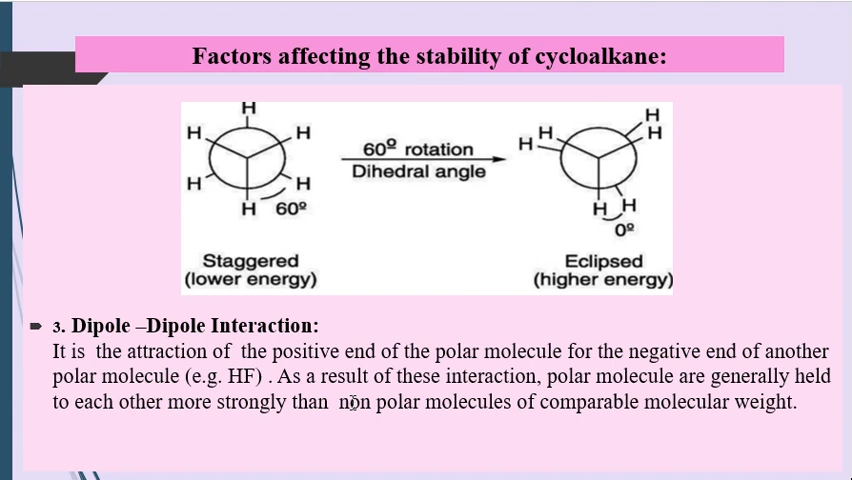 Factors affecting the stability of cycloalkane:
H
H
H
H
H
H 60º
Staggered
(lower energy)
60º rotation
Dihedral angle
H
H
H
H
H H
0º
Eclipsed
(higher energy)
3. Dipole –Dipole Interaction:
It is the attraction of the positive end of the polar molecule for the negative end of another
polar molecule (e.g. HF) . As a result of these interaction, polar molecule are generally held
to each other more strongly than non polar molecules of comparable molecular weight.